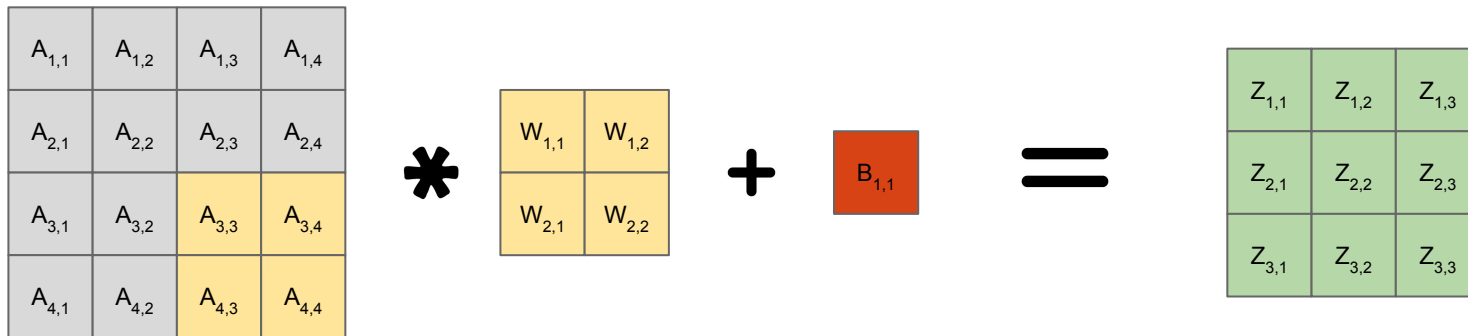 A1,1 A1,2 A1,3 A1,4
A2,1 A2,2 A2,3 A2,4
A3,1 A3,2 A3,3 A3,4
A4,1 A4,2 A4,3 A4,4
*
W1,1 W1,2
W2,1 W2,2
+
B1,1
=
Z1,1 Z1,2 Z1,3
Z2,1 Z2,2 Z2,3
Z3,1 Z3,2 Z3,3